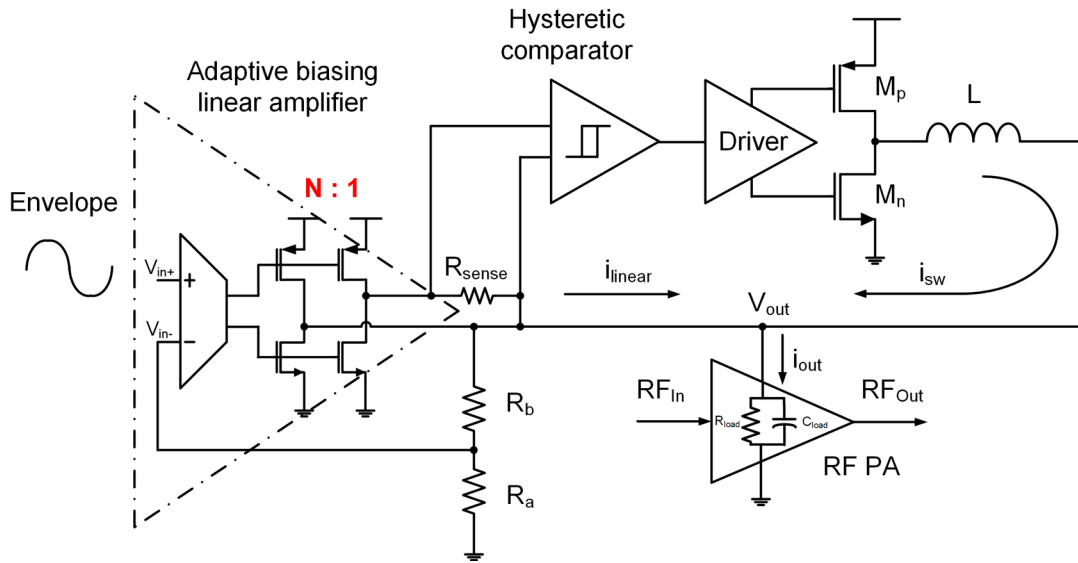 Hysteretic
comparator
Adaptive biasing
linear amplifier
Mp
L
Driver
N : 1
Mn
Envelope
Vin+
+
Rsense
ilinear
isw
Vin-
−
Vout
iout
RFIn
RFOut
Rb
Rload
Cload
RF PA
Ra